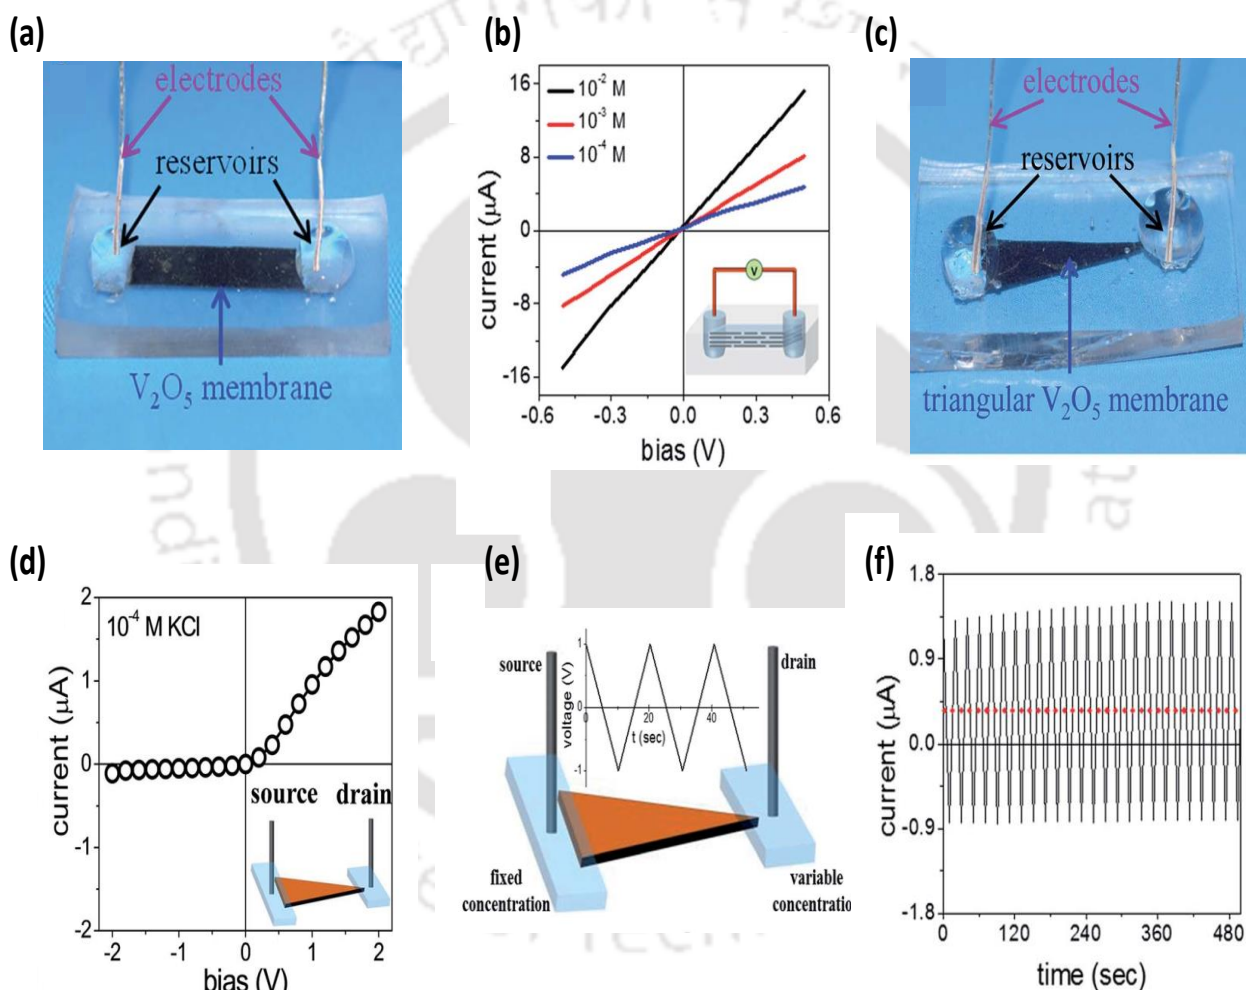 (a)
electrodes
reservoirs
V₂O₅ membrane
(b)
16
8
0
-8
-16
10⁻² M
10⁻³ M
10⁻⁴ M
V
-0.6
-0.3
0.0
0.3
0.6
current (μA)
bias (V)
(c)
electrodes
reservoirs
triangular V₂O₅ membrane
(d)
2
1
0
-1
-2
10⁻⁴ M KCl
source drain
-2
-1
0
1
2
current (μA)
bias (V)
(e)
source
drain
1
0
-1
0
20
40
voltage (V)
t (sec)
fixed
concentration
variable
concentratio
(f)
1.8
0.9
0.0
-0.9
-1.8
0
120
240
360
480
current (μA)
time (sec)